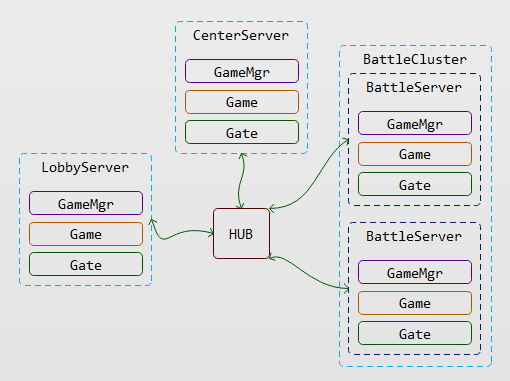 CenterServer
GameMgr
Game
Gate
BattleCluster
BattleServer
GameMgr
Game
Gate
LobbyServer
GameMgr
Game
Gate
HUB
BattleServer
GameMgr
Game
Gate